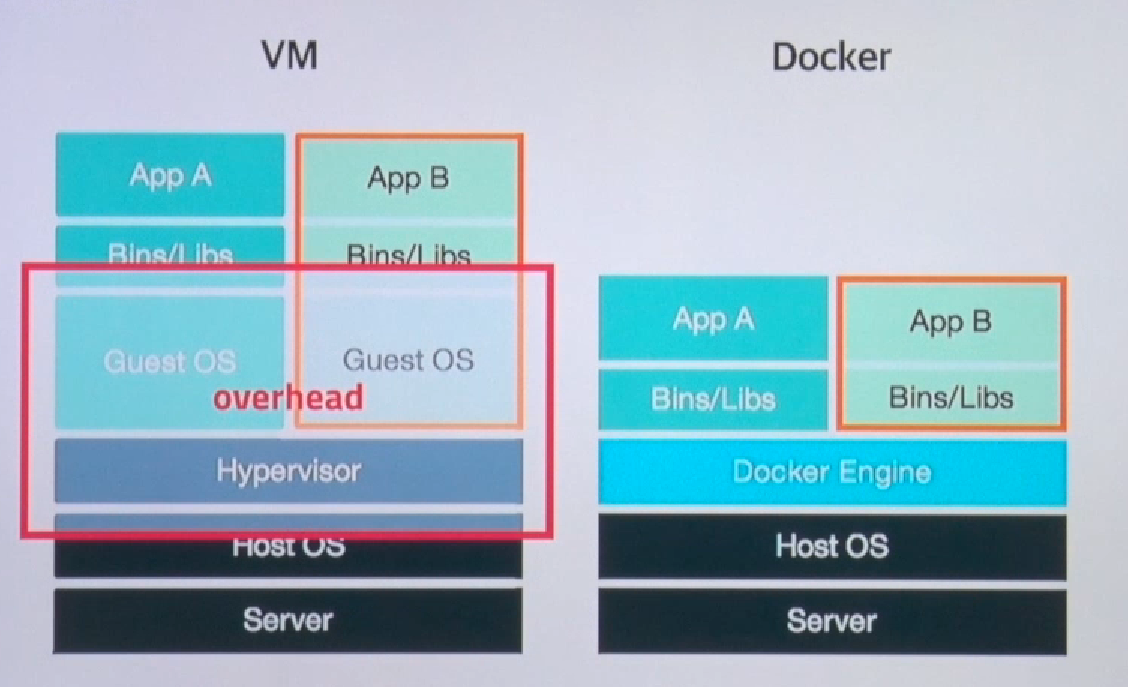 VM
Docker
App A
App B
Bins/Libs
Bins/Libs
Guest OS
Guest OS
overhead
Hypervisor
Host OS
Server
App A
App B
Bins/Libs
Bins/Libs
Docker Engine
Host OS
Server